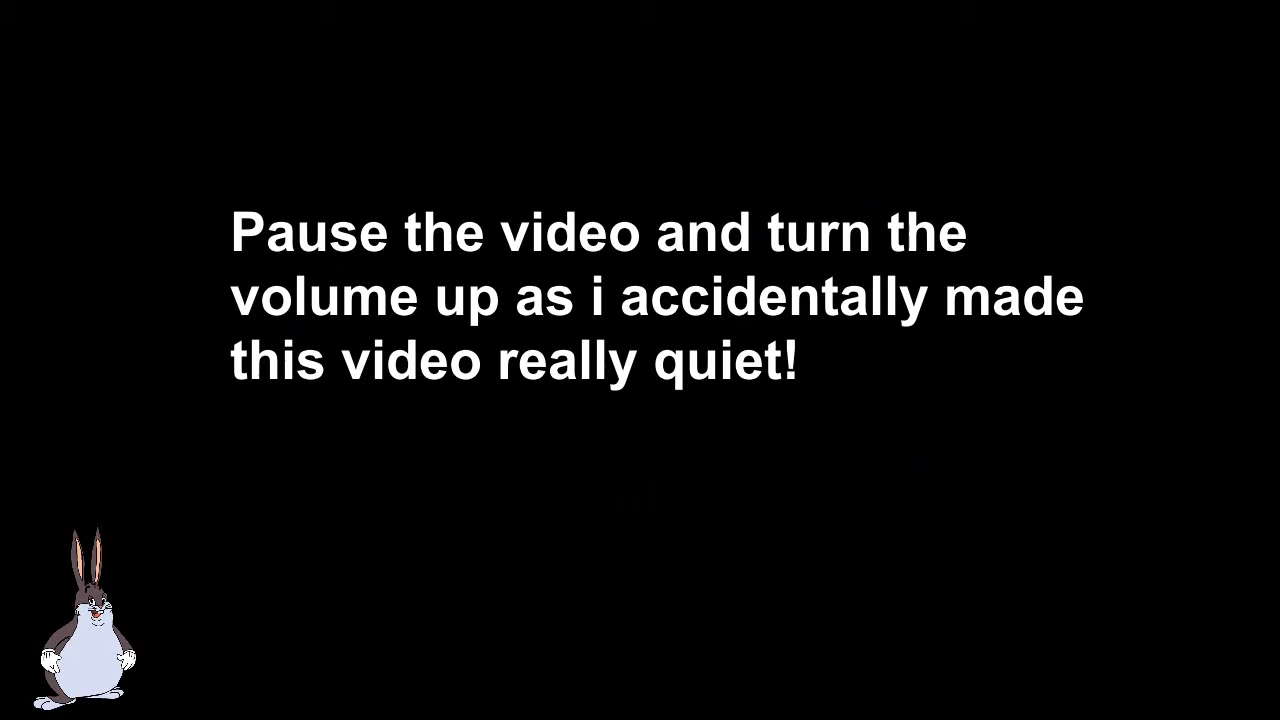 Pause the video and turn the
volume up as i accidentally made
this video really quiet!